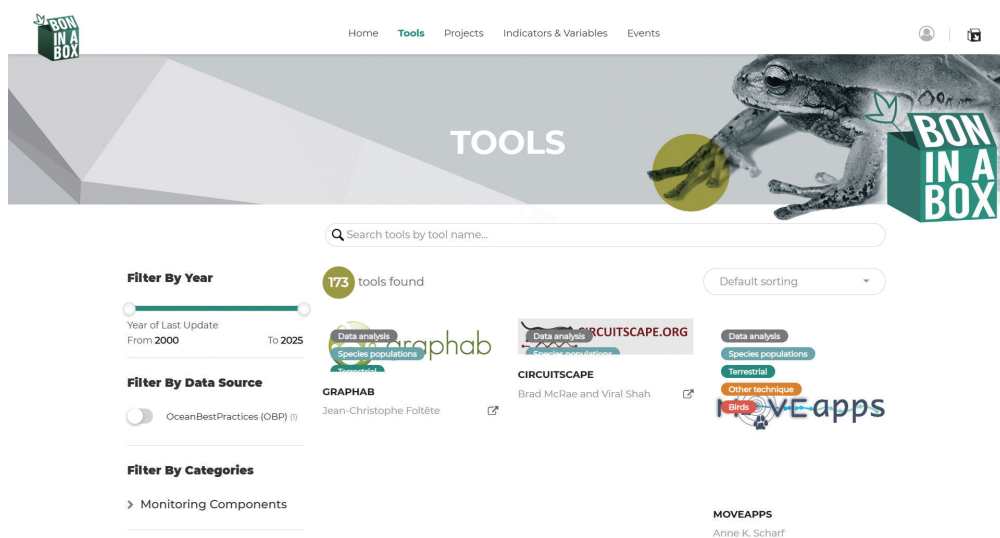 BON
IN A
BOX
Home Tools Projects Indicators & Variables Events
TOOLS
BON
IN A
BOX
Search tools by tool name...
Filter By Year
173 tools found
Default sorting
Year of Last Update
From 2000 To 2025
Data analysis
Species populations
Terrestrial
graphab
GRAPHAB
Jean-Christophe Foltête
CIRCUITSCAPE.ORG
Data analysis
Species populations
CIRCUITSCAPE
Brad McRae and Viral Shah
Data analysis
Species populations
Terrestrial
Other technique
Birds
MOVEapps
MOVEAPPS
Anne K. Scharf
Filter By Data Source
OceanBestPractices (OBP) (1)
Filter By Categories
Monitoring Components